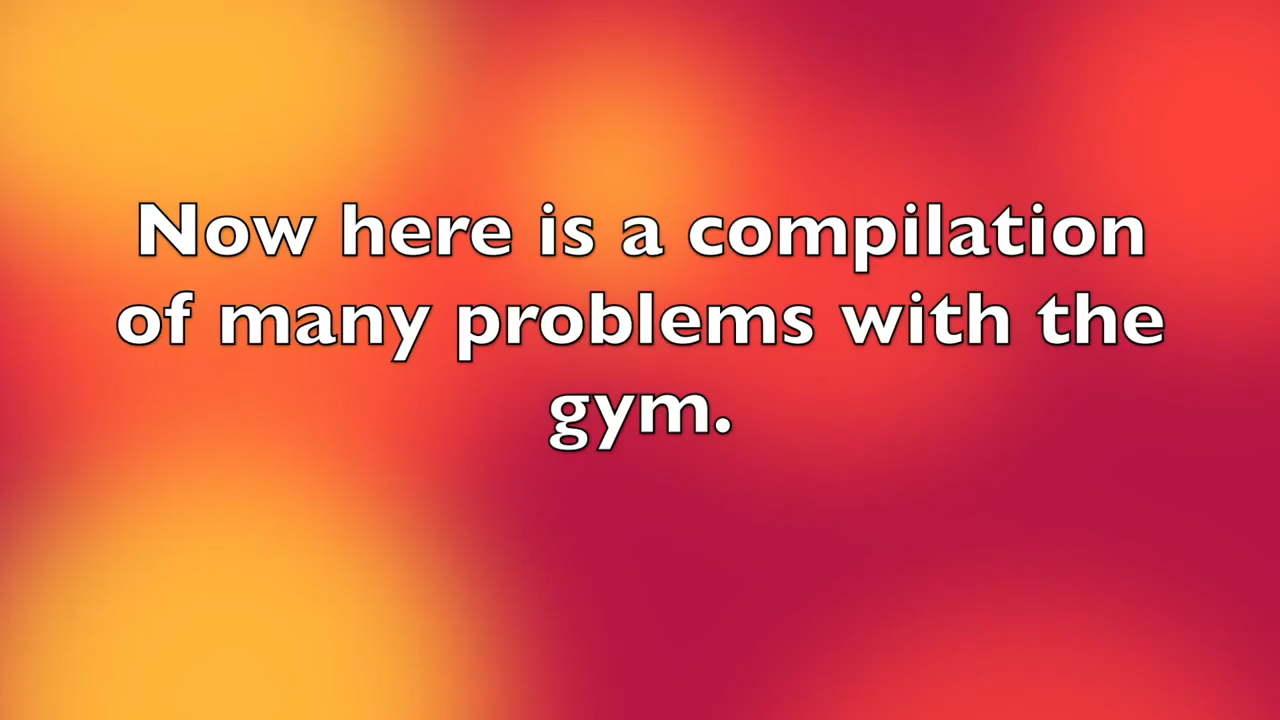 Now here is a compilation
of many problems with the
gym.